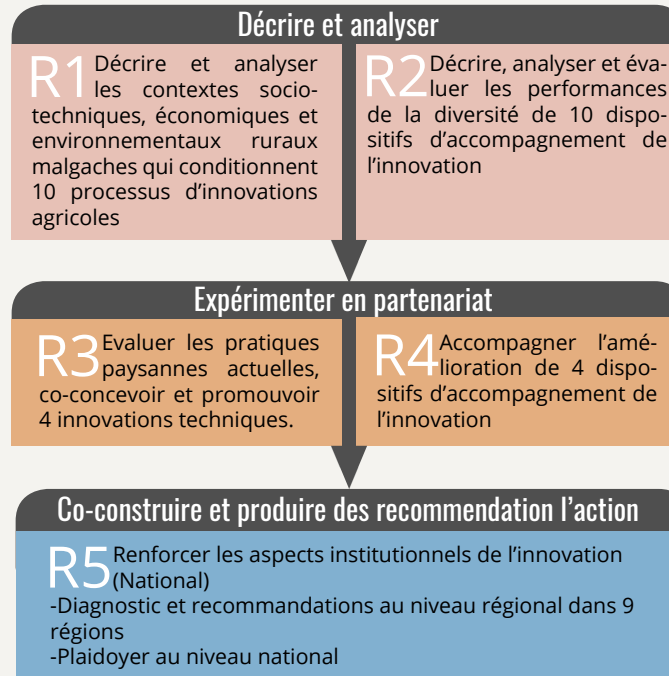 Décrire et analyser
R1 Décrire et analyser
les contextes socio-
techniques, économiques et
environnementaux ruraux
malgaches qui conditionnent
10 processus d'innovations
agricoles
R2 Décrire, analyser et éva-
luer les performances
de la diversité de 10 dispo-
sitifs d'accompagnement de
l'innovation
Expérimenter en partenariat
R3 Evaluer les pratiques
paysannes actuelles,
co-concevoir et promouvoir
4 innovations techniques.
R4 Accompagner l'amé-
lioration de 4 dispo-
sitifs d'accompagnement de
l'innovation
Co-construire et produire des recommendation l'action
R5 Renforcer les aspects institutionnels de l'innovation
(National)
-Diagnostic et recommandations au niveau régional dans 9
régions
-Plaidoyer au niveau national